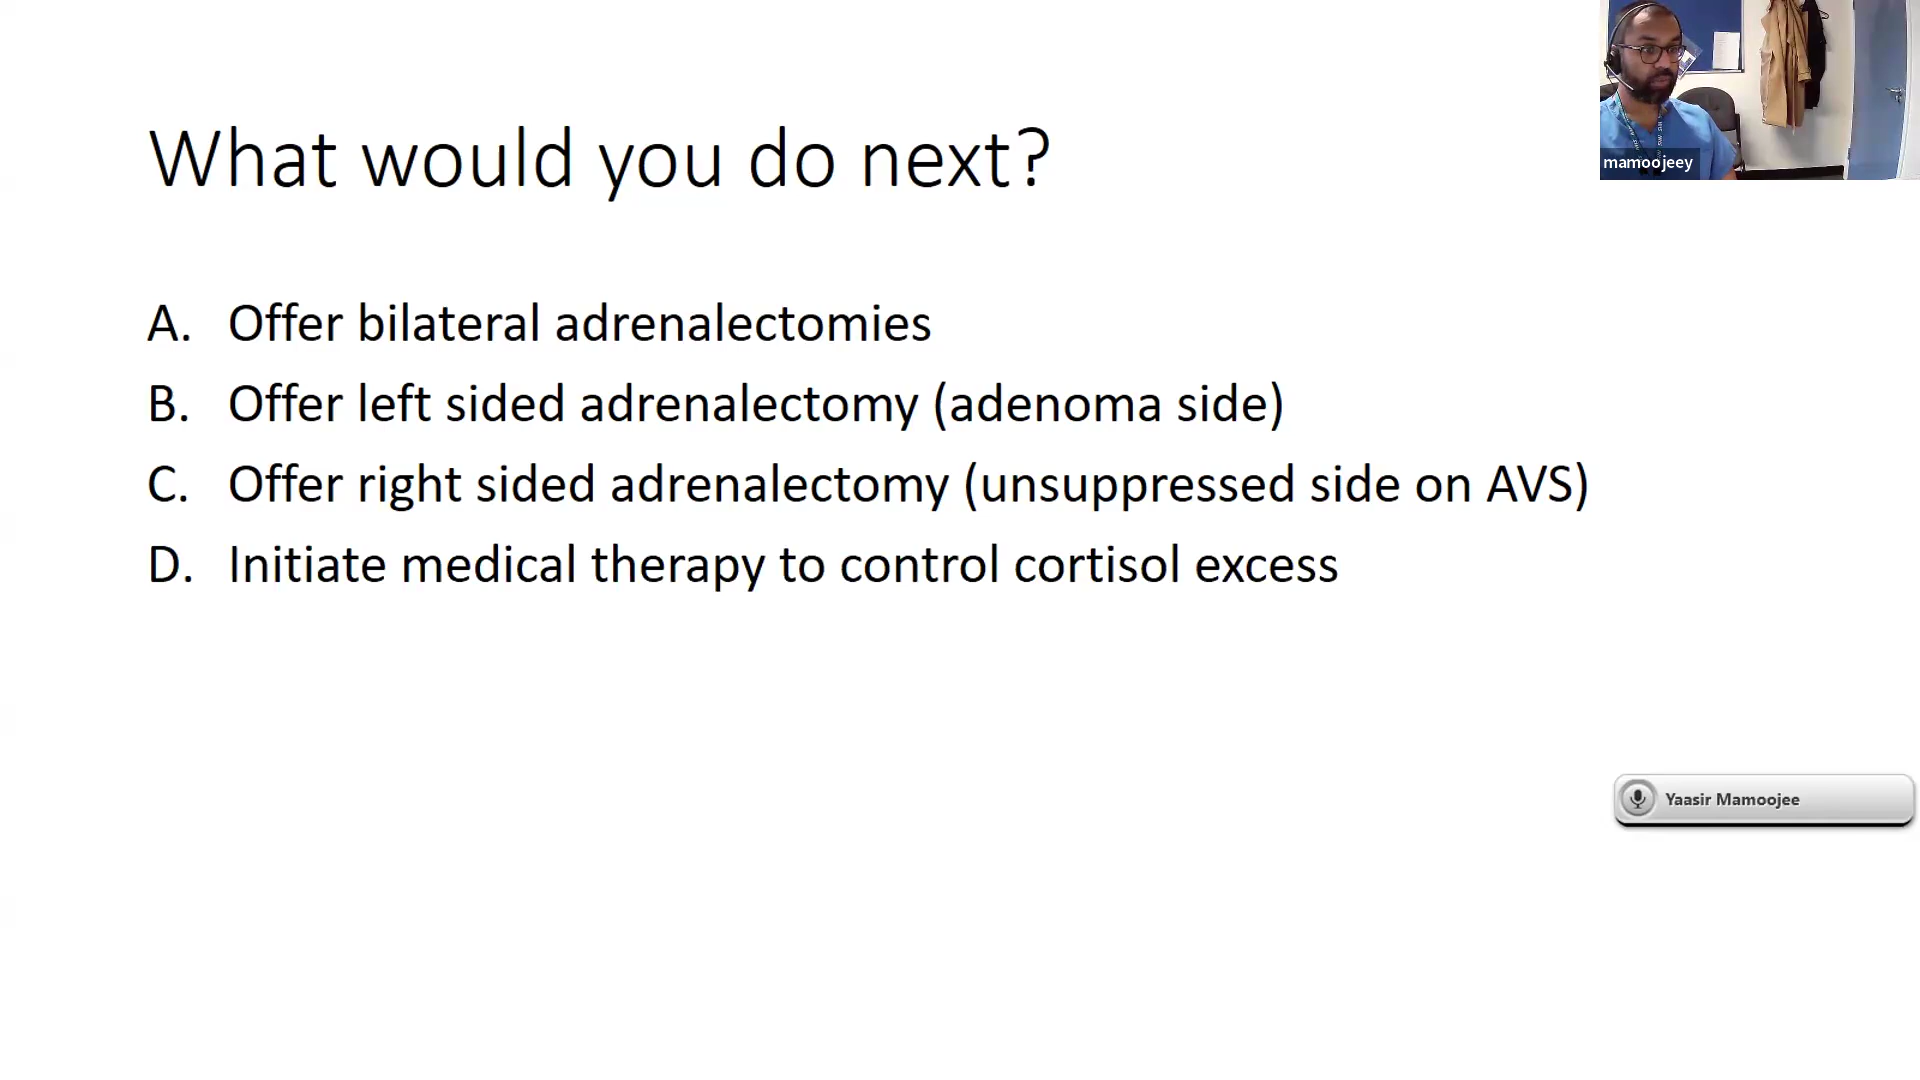 What would you do next?
A. Offer bilateral adrenalectomies
B. Offer left sided adrenalectomy (adenoma side)
C. Offer right sided adrenalectomy (unsuppressed side on AVS)
D. Initiate medical therapy to control cortisol excess
mamoojeey
Yaasir Mamoojee